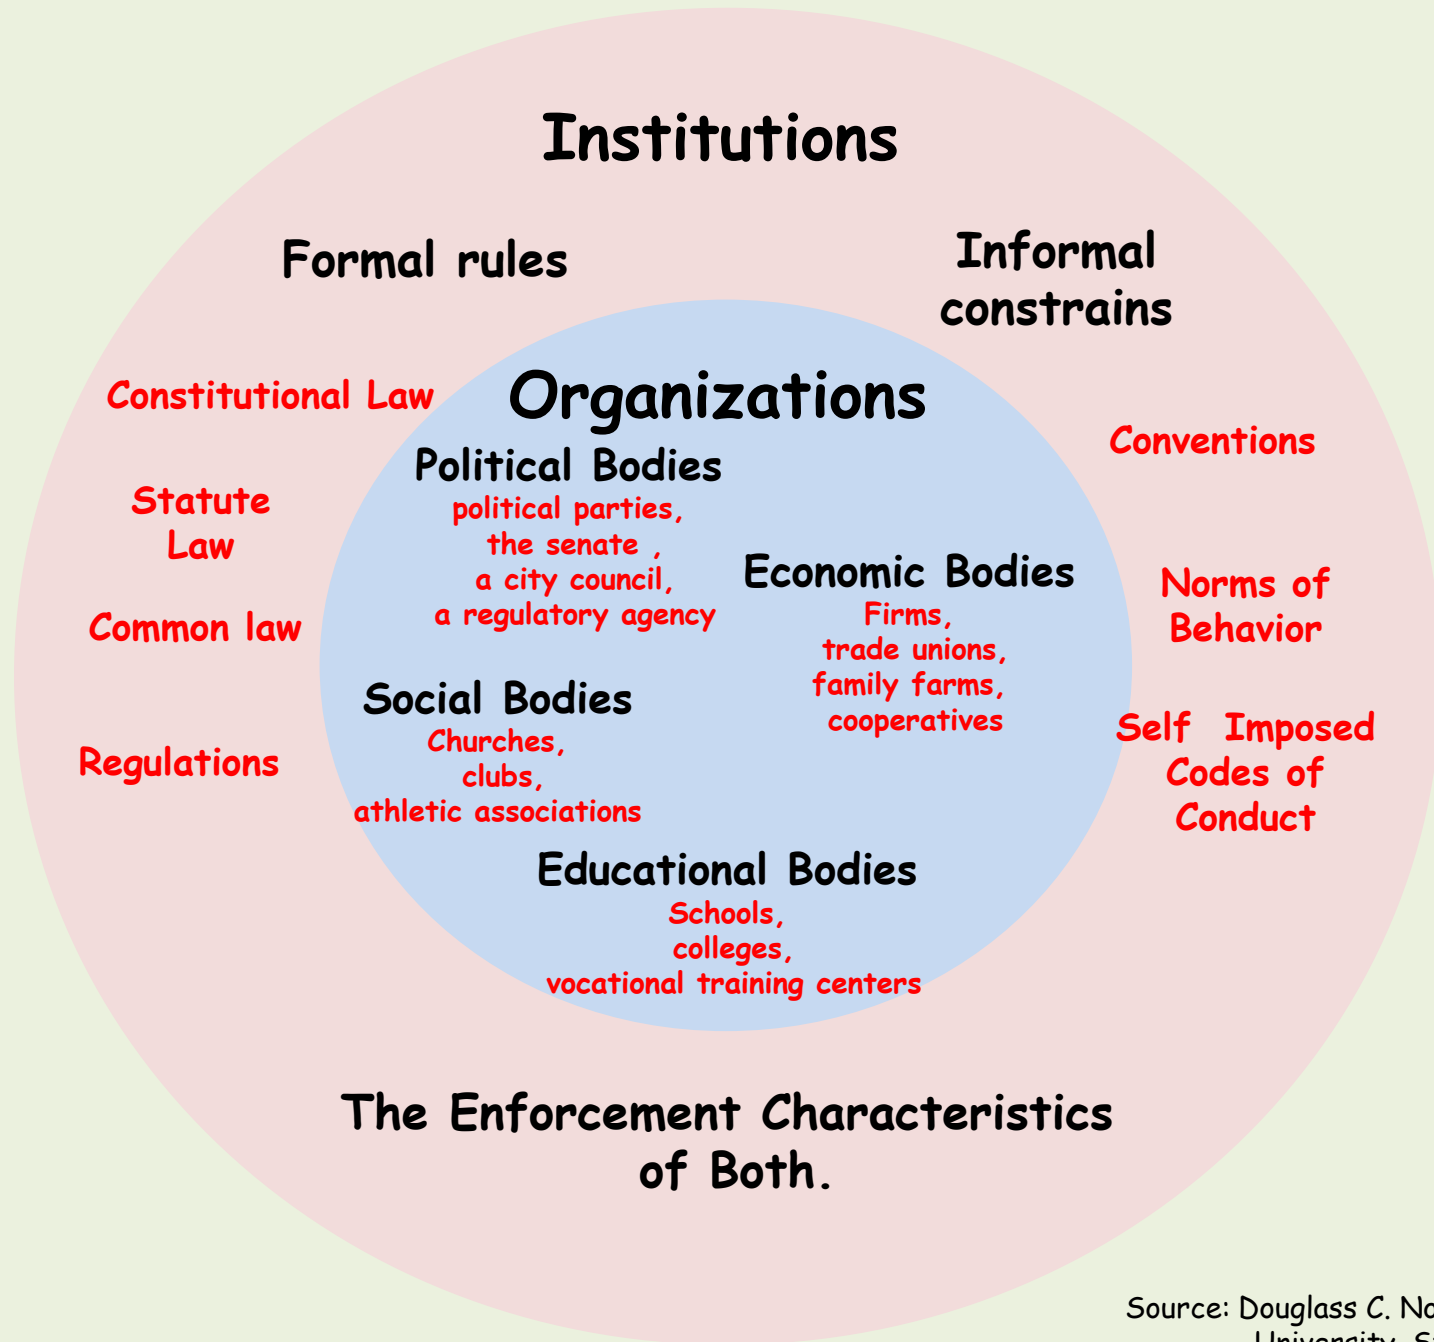 Institutions
Formal rules
Informal
constrains
Constitutional Law
Statute
Law
Common law
Regulations
Organizations
Political Bodies
political parties,
the senate ,
a city council,
a regulatory agency
Economic Bodies
Firms,
trade unions,
family farms,
cooperatives
Social Bodies
Churches,
clubs,
athletic associations
Educational Bodies
Schools,
colleges,
vocational training centers
Conventions
Norms of
Behavior
Self Imposed
Codes of
Conduct
The Enforcement Characteristics
of Both.
Source: Douglass C. No